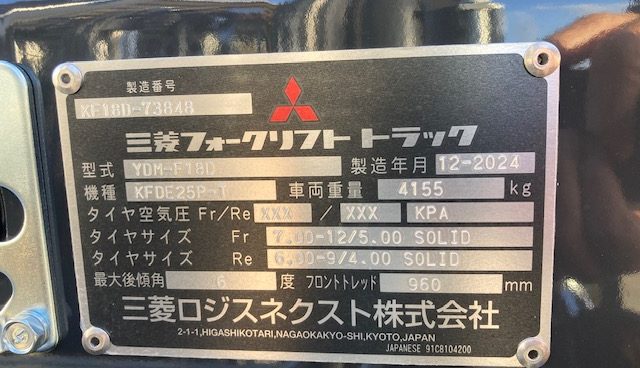 製造番号
KF18D-73848
三菱フォークリフト トラック
型式 YDM-F18D 製造年月 12-2024
機種 KFDE25P-T 車両重量 4155 kg
タイヤ空気圧 Fr/Re XXX / XXX KPA
タイヤサイズ Fr 7.00-12/5.00 SOLID
タイヤサイズ Re 6.00-9/4.00 SOLID
最大後傾角 6 度 フロントトレッド 960 mm
三菱ロジスネクスト株式会社
2-1-1,HIGASHIKOTARI,NAGAOKAKYO-SHI,KYOTO,JAPAN
JAPANESE 91C8104200